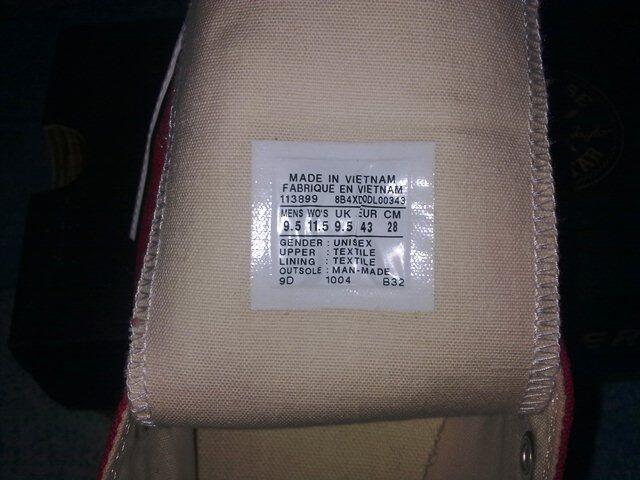 MADE IN VIETNAM
FABRIQUE EN VIETNAM
113899 8B4XD0DL00343
MENS WO'S UK EUR CM
9.5 11.5 9.5 43 28
GENDER : UNISEX
UPPER : TEXTILE
LINING : TEXTILE
OUTSOLE : MAN-MADE
9D 1004 B32